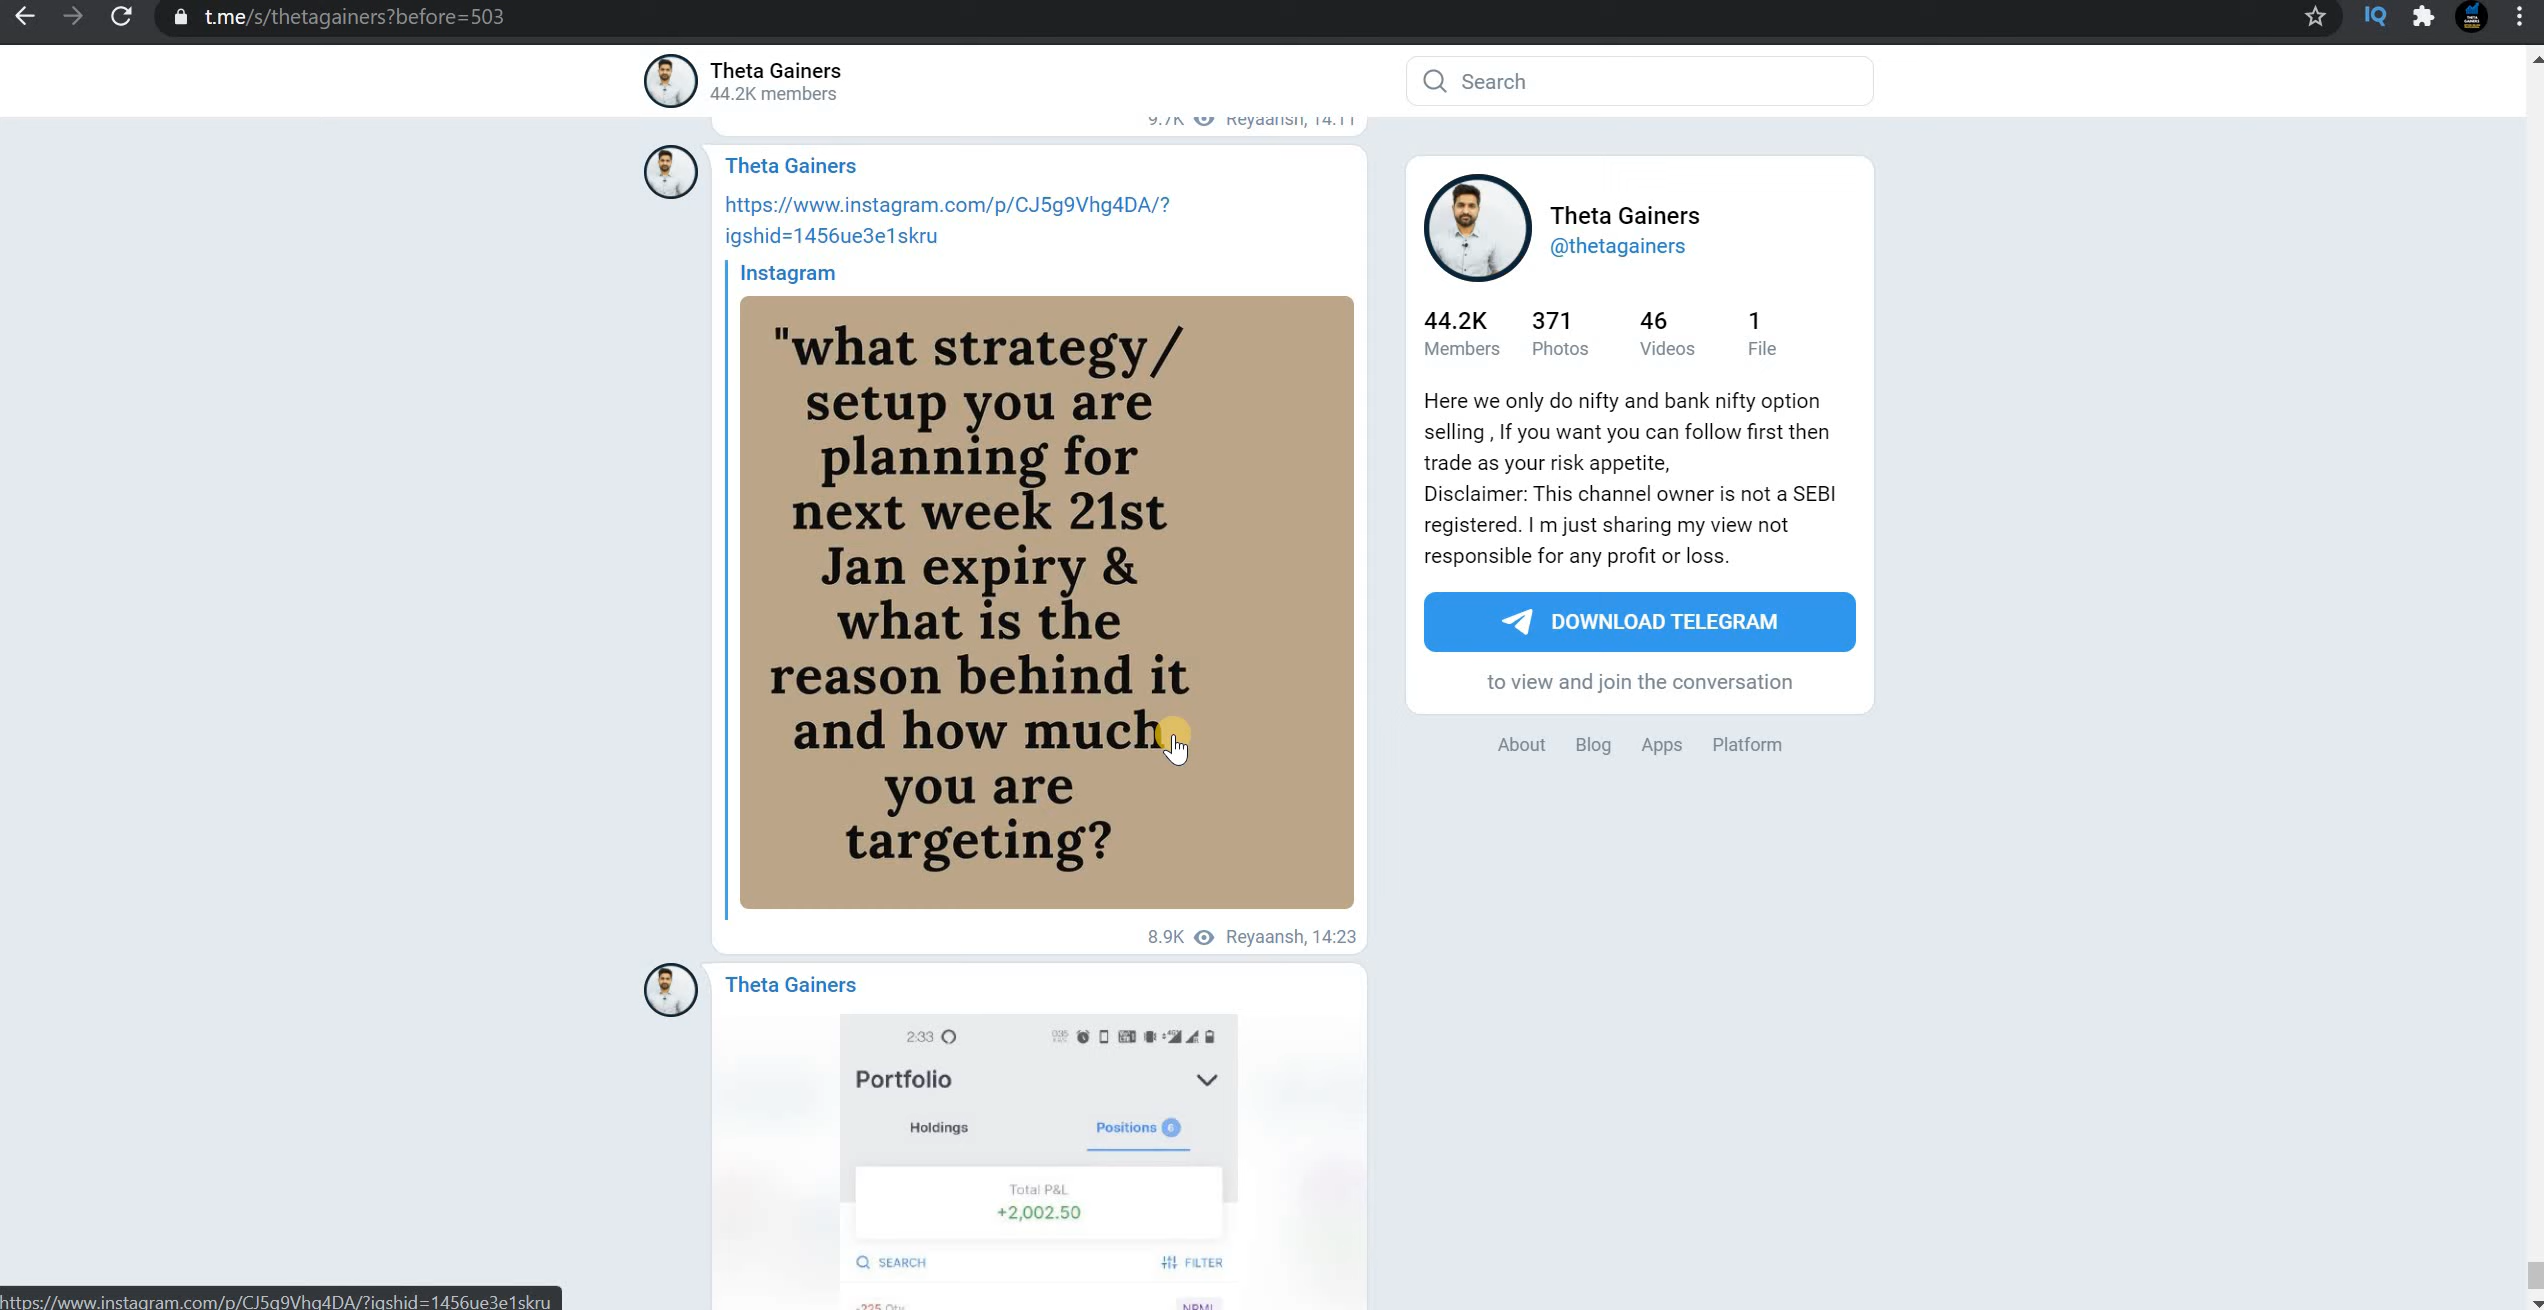 t.me/s/thetagainers?before=503
IQ
Theta Gainers
44.2K members
Search
9.7K Reyaansh, 14:11
Theta Gainers
https://www.instagram.com/p/CJ5g9Vhg4DA/?
igshid=1456ue3e1skru
Instagram
"what strategy/
setup you are
planning for
next week 21st
Jan expiry &
what is the
reason behind it
and how much
you are
targeting?
8.9K Reyaansh, 14:23
Theta Gainers
2:33
Portfolio
Holdings
Positions 6
Total P&L
+2,002.50
SEARCH
FILTER
-225 Qty
NRML
Theta Gainers
@thetagainers
44.2K 371 46 1
Members Photos Videos File
Here we only do nifty and bank nifty option
selling , If you want you can follow first then
trade as your risk appetite,
Disclaimer: This channel owner is not a SEBI
registered. I m just sharing my view not
responsible for any profit or loss.
DOWNLOAD TELEGRAM
to view and join the conversation
About Blog Apps Platform
https://www.instagram.com/p/CJ5g9Vhg4DA/?igshid=1456ue3e1skru